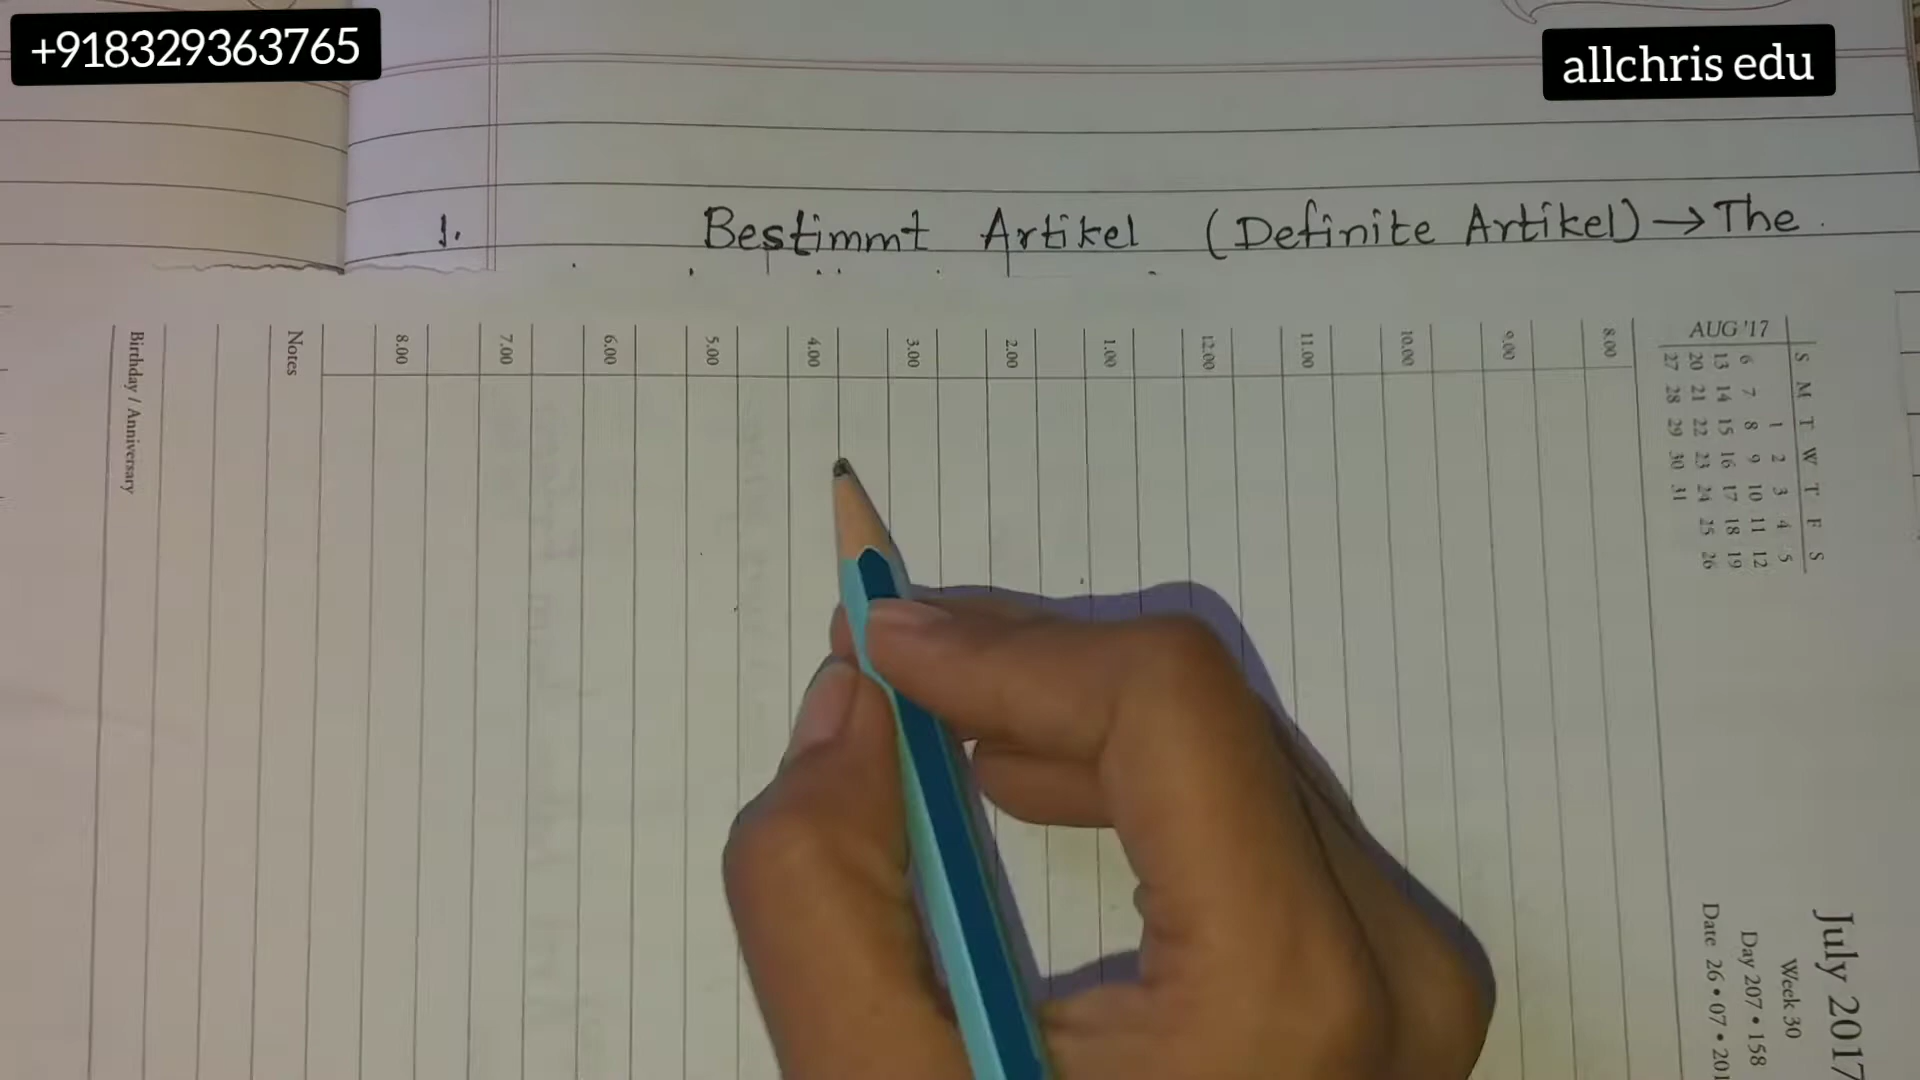 +918329363765
allchris edu
1. Bestimmt Artikel (Definite Artikel) → The
AUG '17
S M T W T F S
1 2 3 4 5
6 7 8 9 10 11 12
13 14 15 16 17 18 19
20 21 22 23 24 25 26
27 28 29 30 31
8.00
9.00
10.00
11.00
12.00
1.00
2.00
3.00
4.00
5.00
6.00
7.00
8.00
Notes
Birthday / Anniversary
July 2017
Week 30
Day 207 • 158
Date 26 • 07 • 201